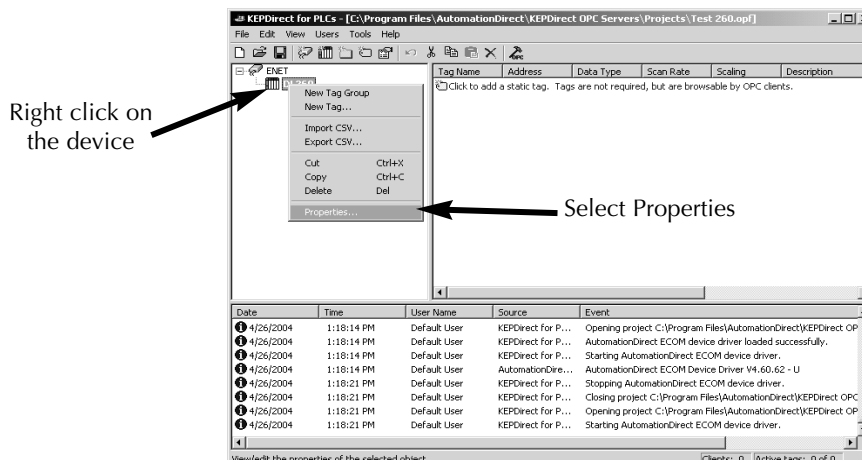 KEPDirect for PLCs - [C:\Program Files\AutomationDirect\KEPDirect OPC Servers\Projects\Test 260.opf]
File Edit View Users Tools Help
OPC
ENET
Tag Name Address Data Type Scan Rate Scaling Description
Click to add a static tag. Tags are not required, but are browsable by OPC clients.
Right click on
the device
New Tag Group
New Tag...
Import CSV...
Export CSV...
Cut Ctrl+X
Copy Ctrl+C
Delete Del
Properties...
Select Properties
Date Time User Name Source Event
4/26/2004 1:18:14 PM Default User KEPDirect for P... Opening project C:\Program Files\AutomationDirect\KEPDirect OP
4/26/2004 1:18:14 PM Default User KEPDirect for P... AutomationDirect ECOM device driver loaded successfully.
4/26/2004 1:18:14 PM Default User KEPDirect for P... Starting AutomationDirect ECOM device driver.
4/26/2004 1:18:14 PM Default User AutomationDire... AutomationDirect ECOM Device Driver V4.60.62 - U
4/26/2004 1:18:21 PM Default User KEPDirect for P... Stopping AutomationDirect ECOM device driver.
4/26/2004 1:18:21 PM Default User KEPDirect for P... Closing project C:\Program Files\AutomationDirect\KEPDirect OPC
4/26/2004 1:18:21 PM Default User KEPDirect for P... Opening project C:\Program Files\AutomationDirect\KEPDirect OP
4/26/2004 1:18:21 PM Default User KEPDirect for P... Starting AutomationDirect ECOM device driver.
View/edit the properties of the selected object Clients: 0 Active tags: 0 of 0